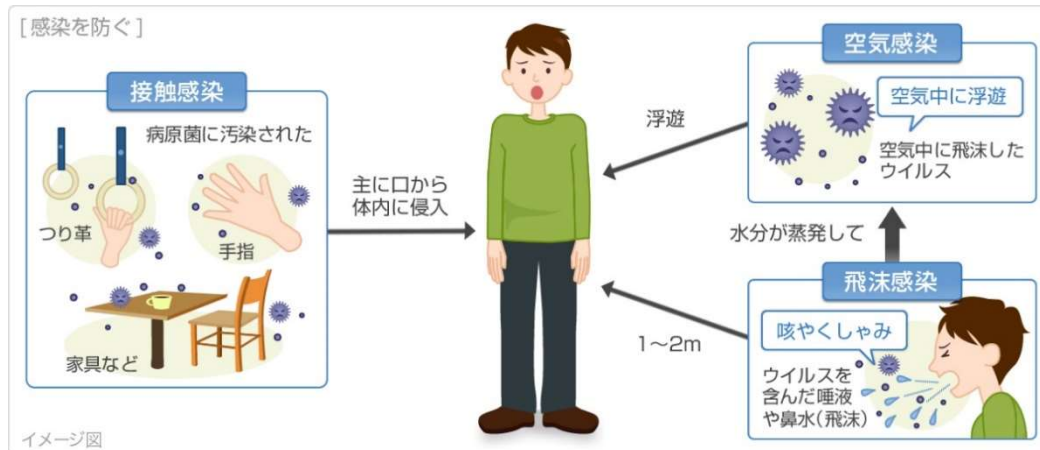 [感染を防ぐ]
接触感染
病原菌に汚染された
つり革
手指
家具など
主に口から
体内に侵入
浮遊
1〜2m
空気感染
空気中に浮遊
空気中に飛沫した
ウイルス
水分が蒸発して
飛沫感染
咳やくしゃみ
ウイルスを
含んだ唾液
や鼻水(飛沫)
イメージ図